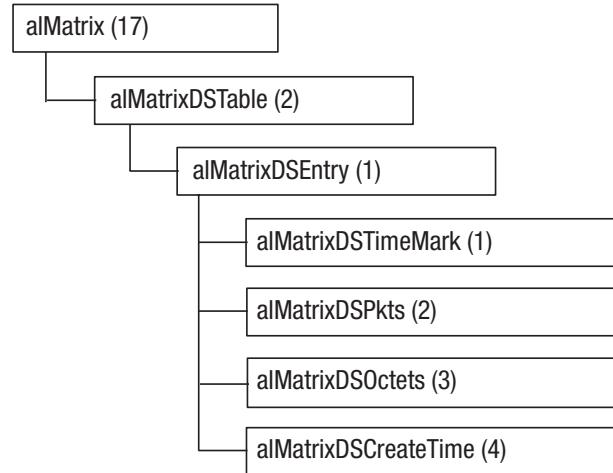 alMatrix (17)
alMatrixDSTable (2)
alMatrixDSEntry (1)
alMatrixDSTimeMark (1)
alMatrixDSPkts (2)
alMatrixDSOctets (3)
alMatrixDSCreateTime (4)